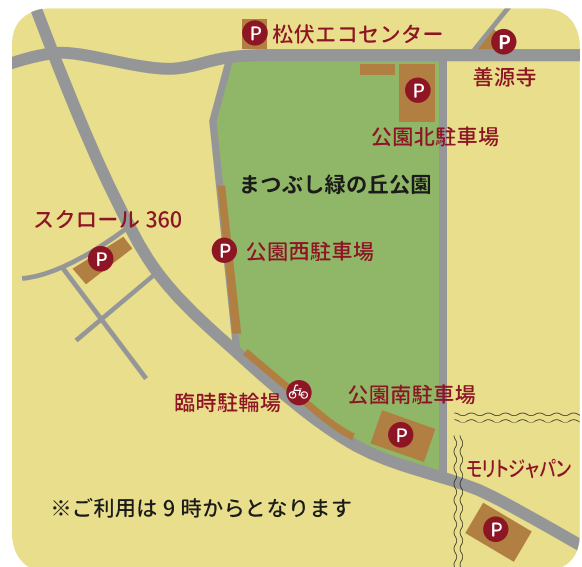 P 松伏エコセンター
P
善源寺
P
公園北駐車場
まつぶし緑の丘公園
スクロール 360
P
P 公園西駐車場
臨時駐輪場
公園南駐車場
P
モリトジャパン
※ご利用は 9 時からとなります
P